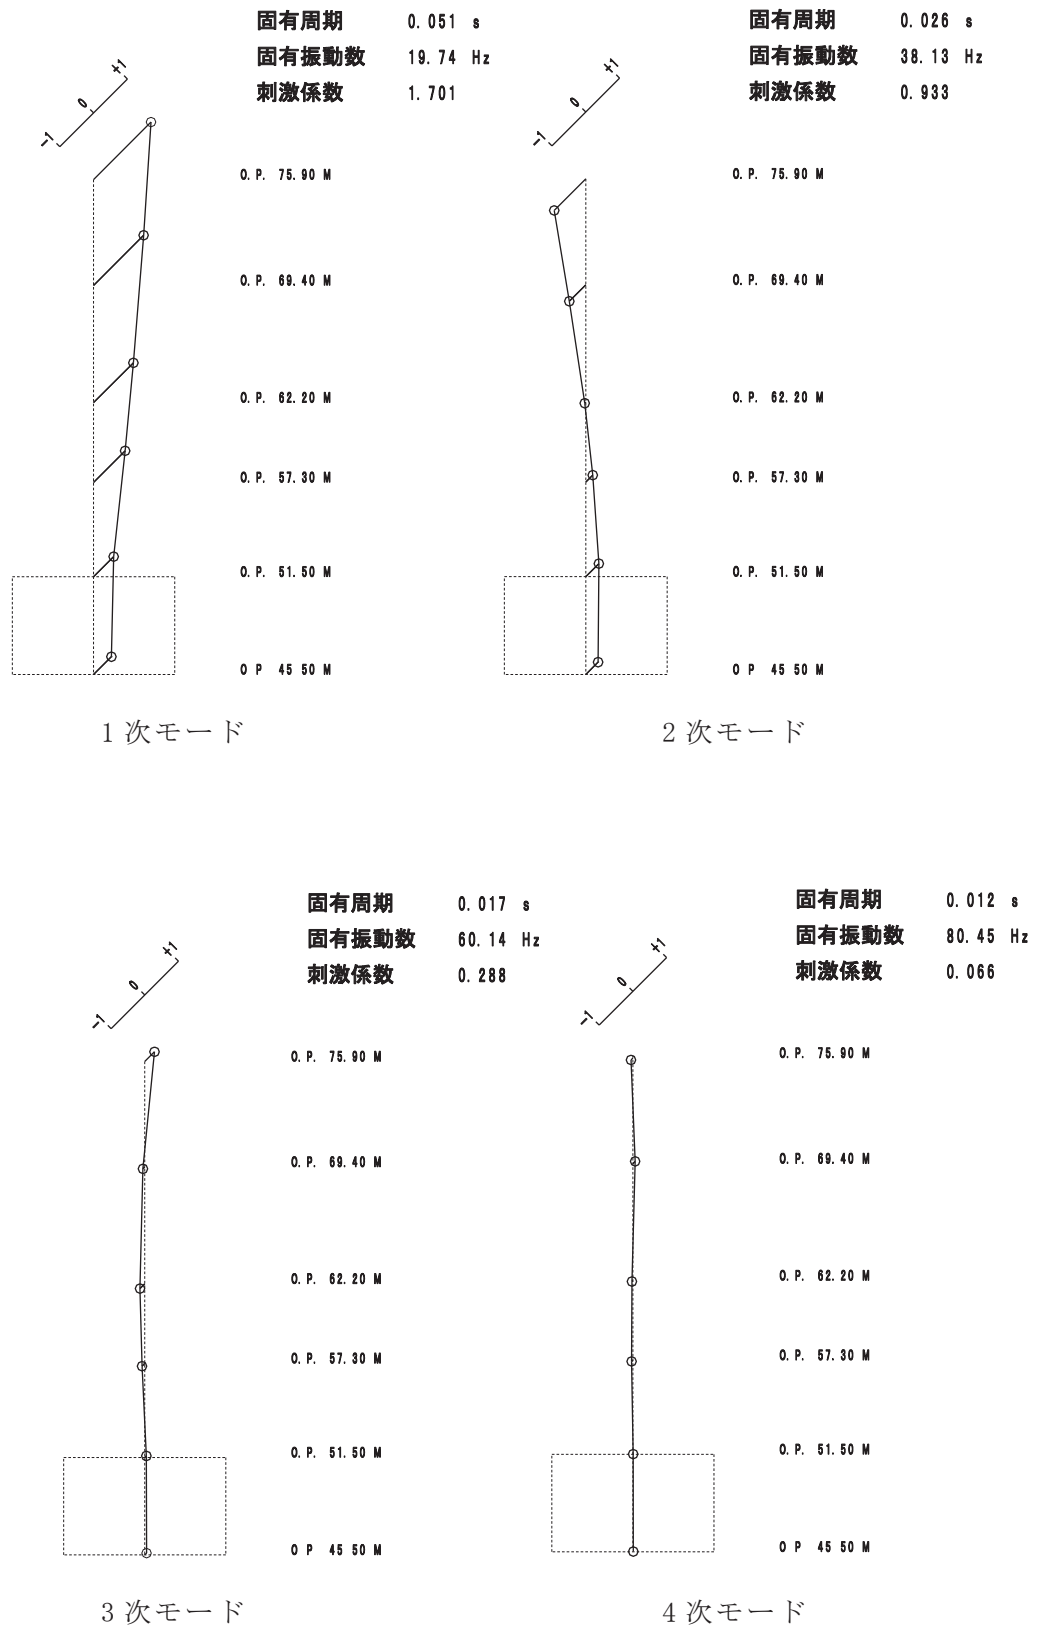 固有周期 0.051 s
固有振動数 19.74 Hz
刺激係数 1.701
+1
0
-1
O.P. 75.90 M
O.P. 69.40 M
O.P. 62.20 M
O.P. 57.30 M
O.P. 51.50 M
O P 45 50 M
1次モード
固有周期 0.026 s
固有振動数 38.13 Hz
刺激係数 0.933
+1
0
-1
O.P. 75.90 M
O.P. 69.40 M
O.P. 62.20 M
O.P. 57.30 M
O.P. 51.50 M
O P 45 50 M
2次モード
固有周期 0.017 s
固有振動数 60.14 Hz
刺激係数 0.288
+1
0
-1
O.P. 75.90 M
O.P. 69.40 M
O.P. 62.20 M
O.P. 57.30 M
O.P. 51.50 M
O P 45 50 M
3次モード
固有周期 0.012 s
固有振動数 80.45 Hz
刺激係数 0.066
+1
0
-1
O.P. 75.90 M
O.P. 69.40 M
O.P. 62.20 M
O.P. 57.30 M
O.P. 51.50 M
O P 45 50 M
4次モード